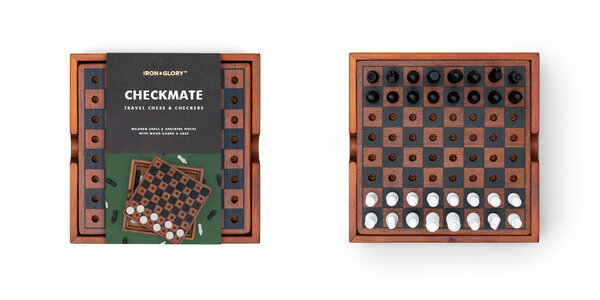 IRON & GLORY™
CHECKMATE
TRAVEL CHESS & CHECKERS
WOODEN CHESS & CHECKERS PIECES
WITH WOOD BOARD & CASE